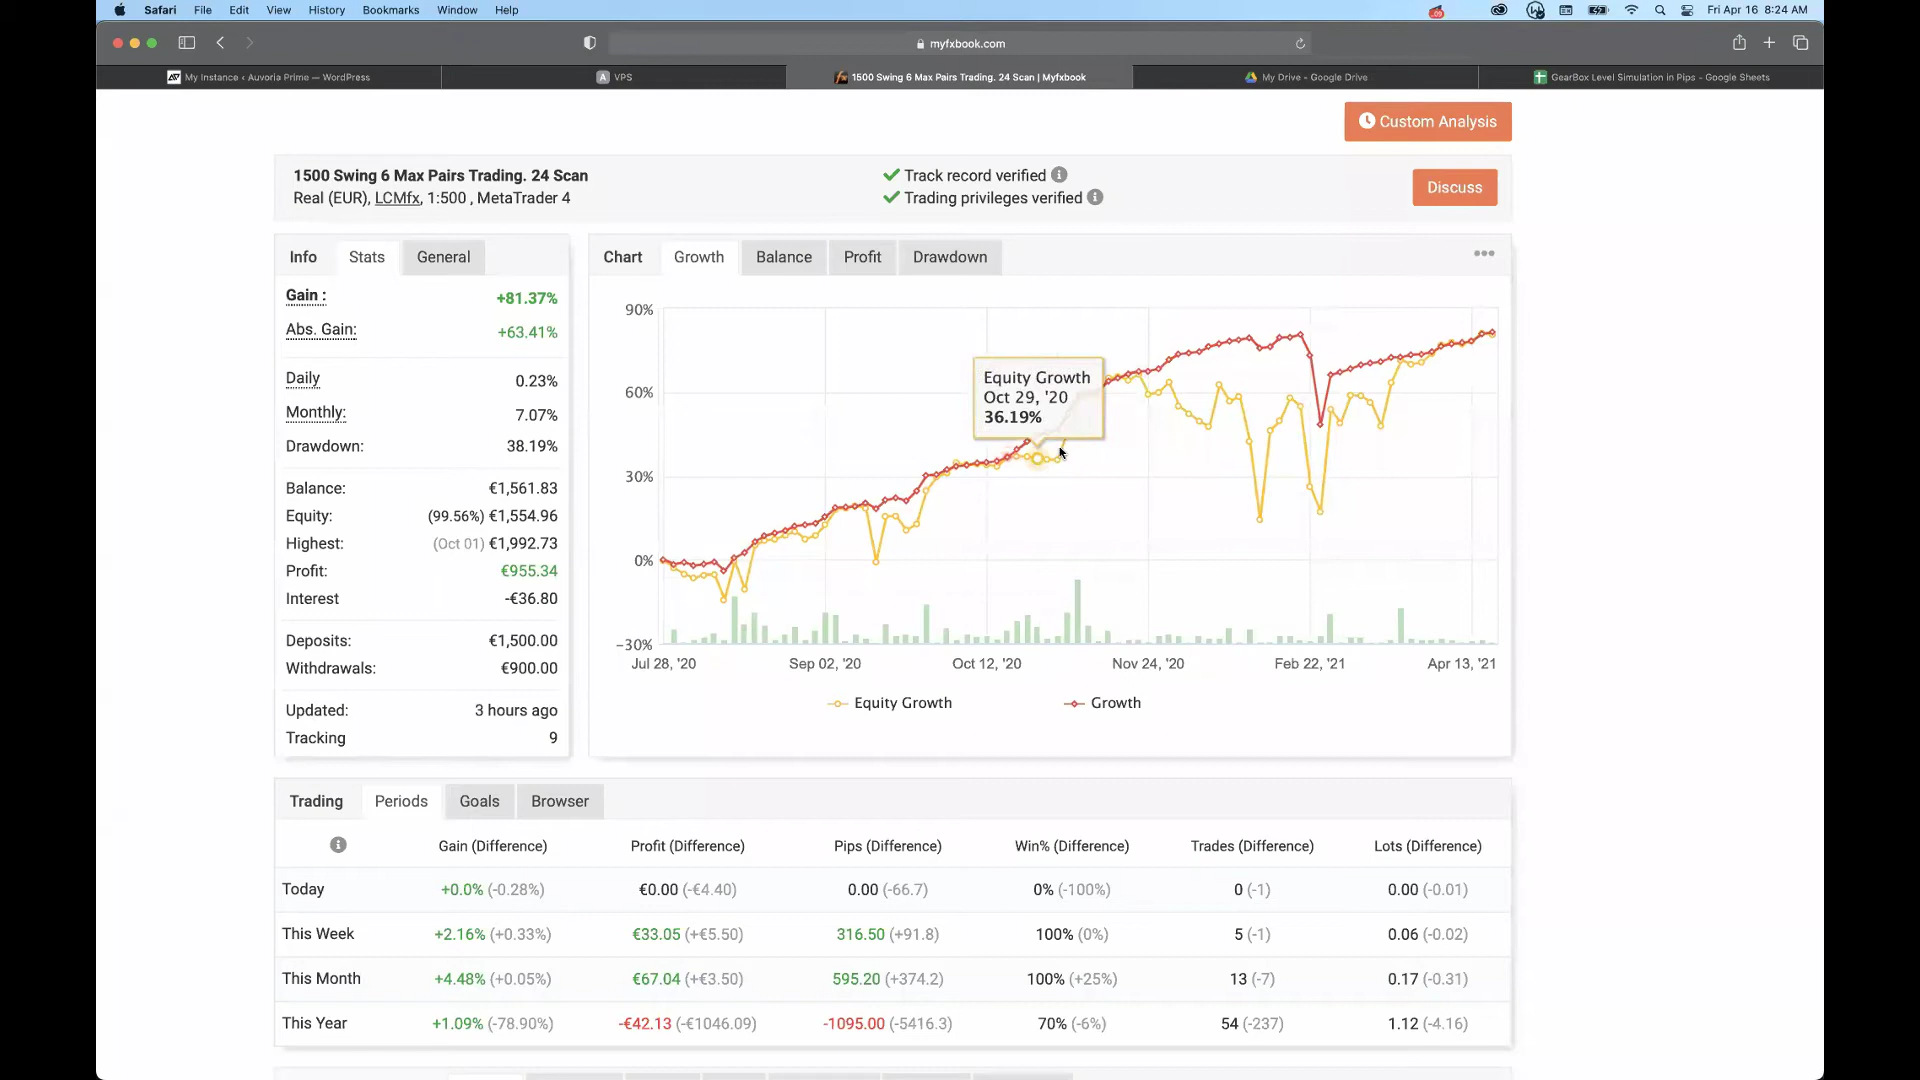 Safari File Edit View History Bookmarks Window Help Fri Apr 16 8:24 AM
myfxbook.com
My Instance ‹ Auvoria Prime — WordPress VPS 1500 Swing 6 Max Pairs Trading. 24 Scan | Myfxbook My Drive - Google Drive GearBox Level Simulation in Pips - Google Sheets
Custom Analysis
1500 Swing 6 Max Pairs Trading. 24 Scan
Real (EUR), LCMfx, 1:500 , MetaTrader 4
Track record verified
Trading privileges verified
Discuss
Info Stats General
Gain : +81.37%
Abs. Gain: +63.41%
Daily 0.23%
Monthly: 7.07%
Drawdown: 38.19%
Balance: €1,561.83
Equity: (99.56%) €1,554.96
Highest: (Oct 01) €1,992.73
Profit: €955.34
Interest -€36.80
Deposits: €1,500.00
Withdrawals: €900.00
Updated: 3 hours ago
Tracking 9
Chart Growth Balance Profit Drawdown
90%
60%
30%
0%
-30%
Equity Growth
Oct 29, '20
36.19%
Jul 28, '20 Sep 02, '20 Oct 12, '20 Nov 24, '20 Feb 22, '21 Apr 13, '21
Equity Growth Growth
Trading Periods Goals Browser
Gain (Difference) Profit (Difference) Pips (Difference) Win% (Difference) Trades (Difference) Lots (Difference)
Today +0.0% (-0.28%) €0.00 (-€4.40) 0.00 (-66.7) 0% (-100%) 0 (-1) 0.00 (-0.01)
This Week +2.16% (+0.33%) €33.05 (+€5.50) 316.50 (+91.8) 100% (0%) 5 (-1) 0.06 (-0.02)
This Month +4.48% (+0.05%) €67.04 (+€3.50) 595.20 (+374.2) 100% (+25%) 13 (-7) 0.17 (-0.31)
This Year +1.09% (-78.90%) -€42.13 (-€1046.09) -1095.00 (-5416.3) 70% (-6%) 54 (-237) 1.12 (-4.16)